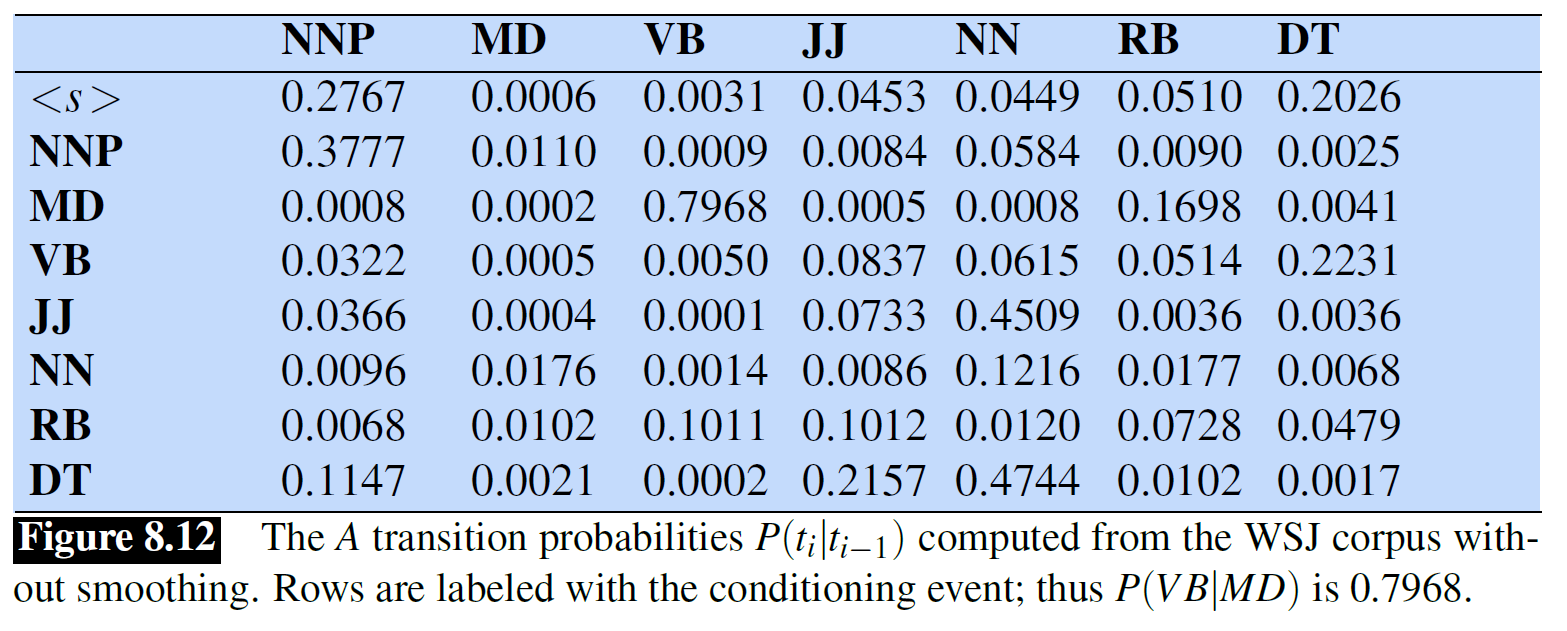 NNP MD VB JJ NN RB DT
<s> 0.2767 0.0006 0.0031 0.0453 0.0449 0.0510 0.2026
NNP 0.3777 0.0110 0.0009 0.0084 0.0584 0.0090 0.0025
MD 0.0008 0.0002 0.7968 0.0005 0.0008 0.1698 0.0041
VB 0.0322 0.0005 0.0050 0.0837 0.0615 0.0514 0.2231
JJ 0.0366 0.0004 0.0001 0.0733 0.4509 0.0036 0.0036
NN 0.0096 0.0176 0.0014 0.0086 0.1216 0.0177 0.0068
RB 0.0068 0.0102 0.1011 0.1012 0.0120 0.0728 0.0479
DT 0.1147 0.0021 0.0002 0.2157 0.4744 0.0102 0.0017
Figure 8.12 The A transition probabilities P(t_i|t_{i−1}) computed from the WSJ corpus with-
out smoothing. Rows are labeled with the conditioning event; thus P(VB|MD) is 0.7968.